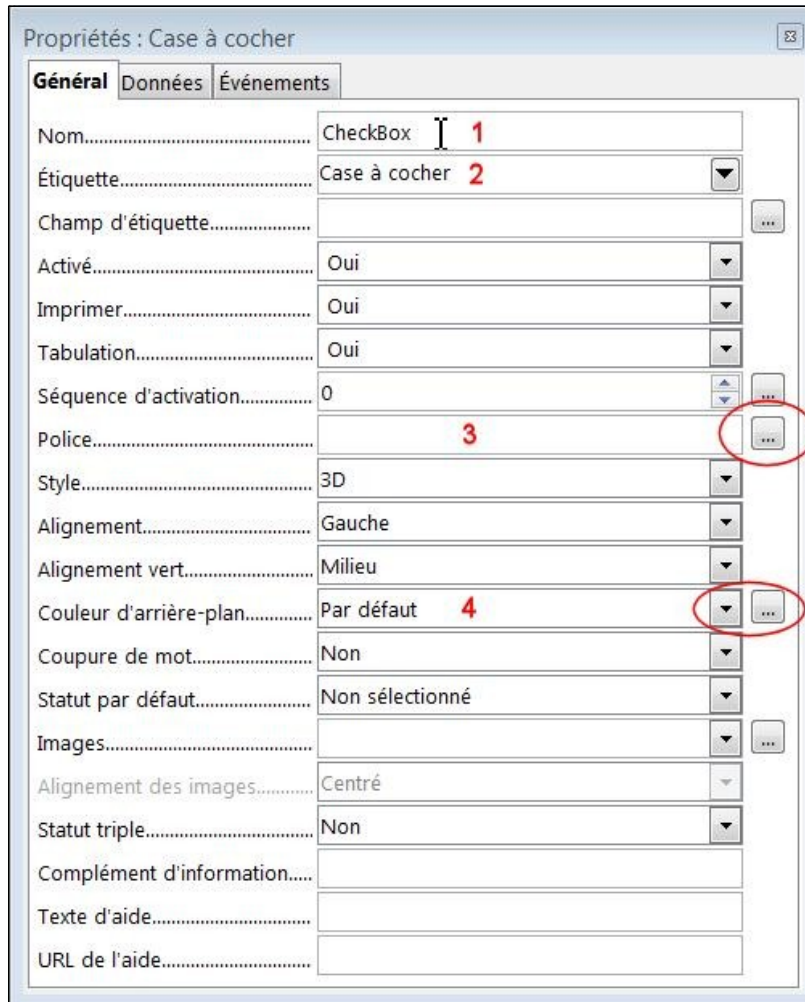 Propriétés : Case à cocher
Général Données Événements
Nom................................................ CheckBox 1
Étiquette........................................ Case à cocher 2
Champ d'étiquette..................... ...
Activé............................................. Oui
Imprimer........................................ Oui
Tabulation..................................... Oui
Séquence d'activation............... 0 ...
Police.............................................. 3 ...
Style................................................ 3D
Alignement................................... Gauche
Alignement vert.......................... Milieu
Couleur d'arrière-plan.............. Par défaut 4 ...
Coupure de mot.......................... Non
Statut par défaut......................... Non sélectionné
Images............................................ ...
Alignement des images............ Centré
Statut triple.................................. Non
Complément d'information.....
Texte d'aide..................................
URL de l'aide................................